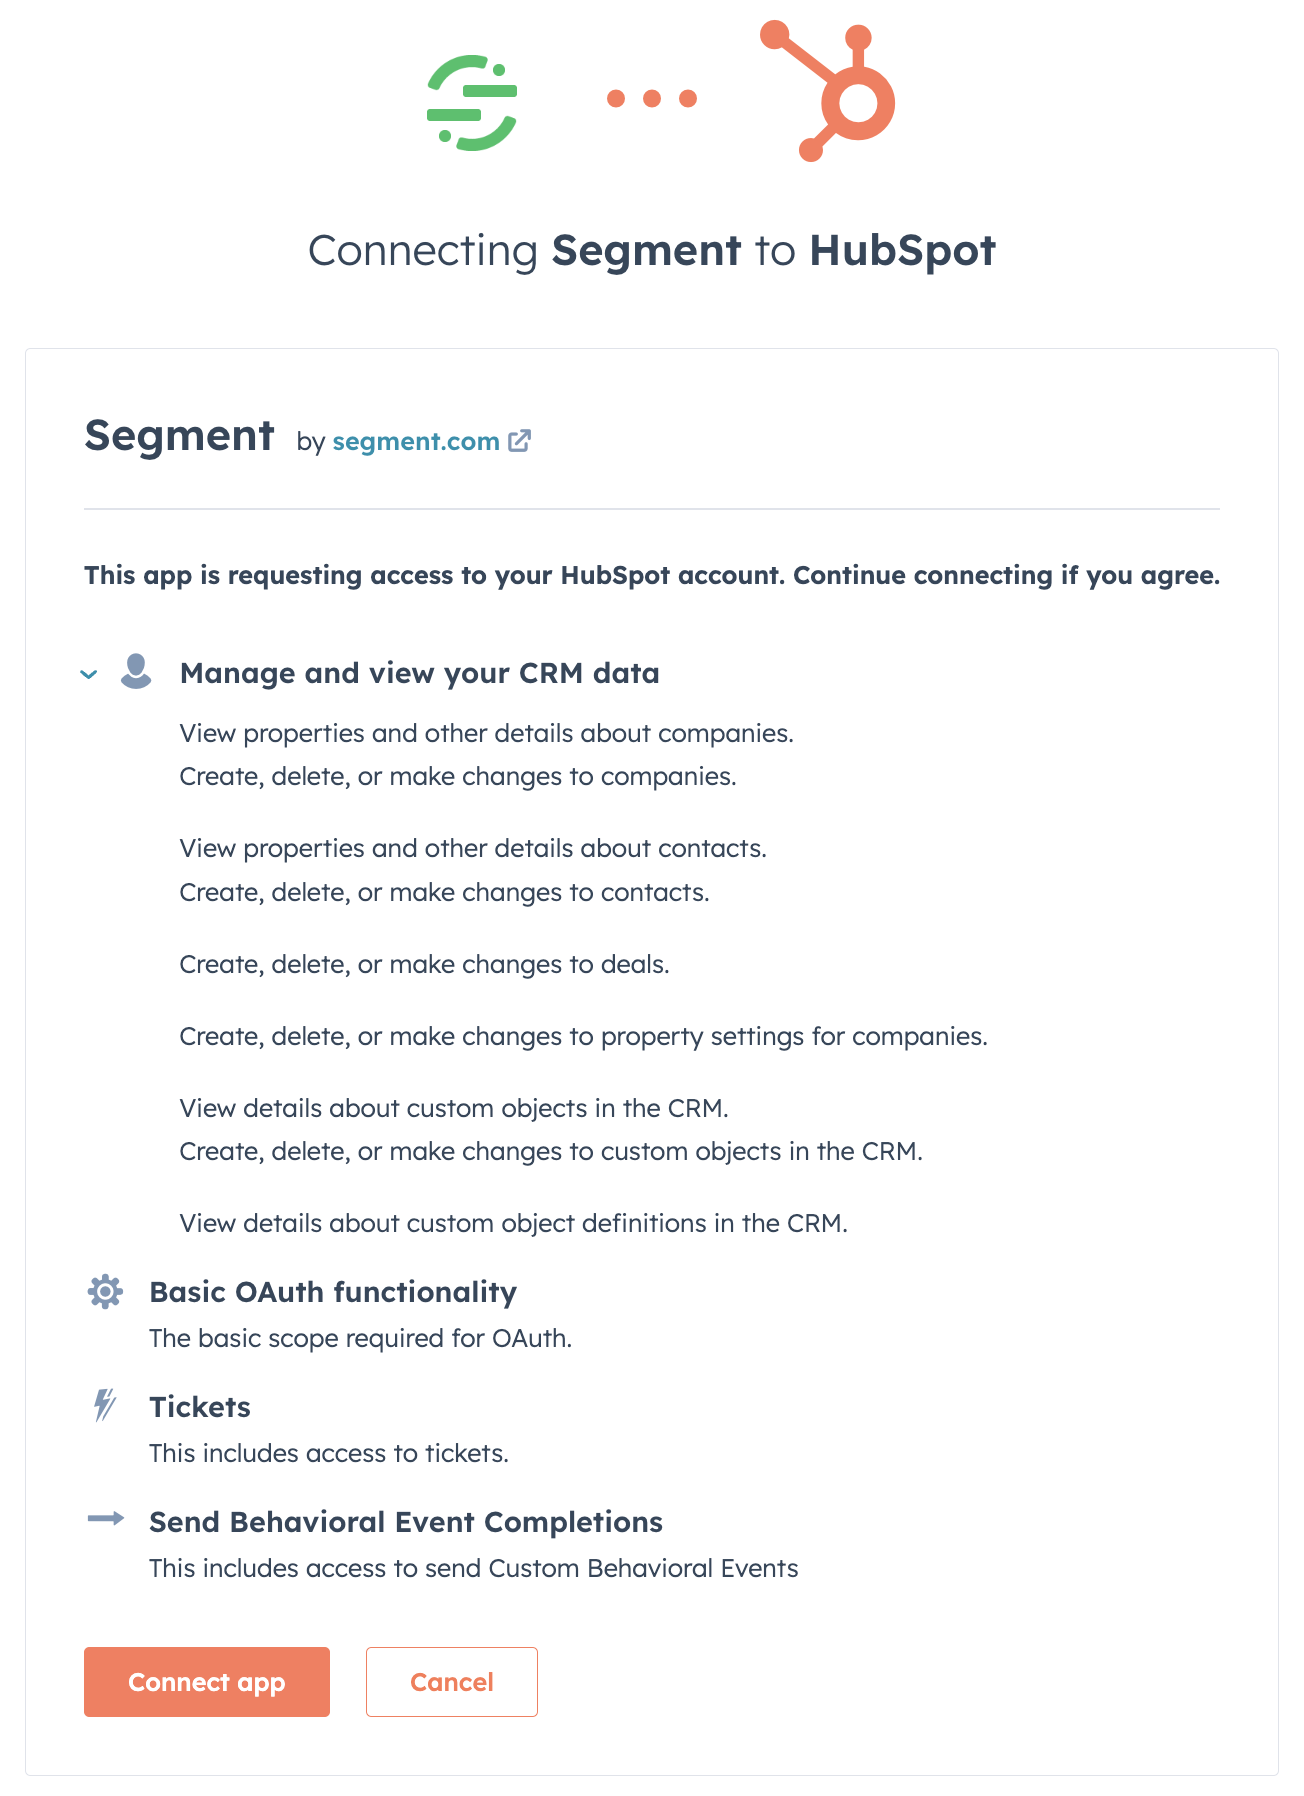 Connecting Segment to HubSpot
Segment by segment.com
This app is requesting access to your HubSpot account. Continue connecting if you agree.
Manage and view your CRM data
View properties and other details about companies.
Create, delete, or make changes to companies.
View properties and other details about contacts.
Create, delete, or make changes to contacts.
Create, delete, or make changes to deals.
Create, delete, or make changes to property settings for companies.
View details about custom objects in the CRM.
Create, delete, or make changes to custom objects in the CRM.
View details about custom object definitions in the CRM.
Basic OAuth functionality
The basic scope required for OAuth.
Tickets
This includes access to tickets.
Send Behavioral Event Completions
This includes access to send Custom Behavioral Events
Connect app Cancel